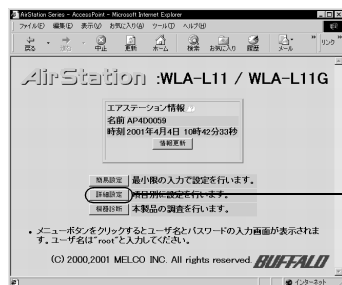 AirStation Series - AccessPoint - Microsoft Internet Explorer
ファイル(F) 編集(E) 表示(V) お気に入り(A) ツール(T) ヘルプ(H)
戻る 中止 更新 ホーム 検索 お気に入り 履歴 メール リンク
AirStation :WLA-L11 / WLA-L11G
エアステーション情報
名前 AP4D0059
時刻 2001年4月4日 10時42分33秒
情報更新
簡易設定 最小限の入力で設定を行います。
詳細設定 項目別に設定を行います。
機器診断 本製品の調査を行います。
• メニューボタンをクリックするとユーザ名とパスワードの入力画面が表示されます。ユーザ名は"root"と入力してください。
(C) 2000,2001 MELCO INC. All rights reserved. BUFFALO
インターネット